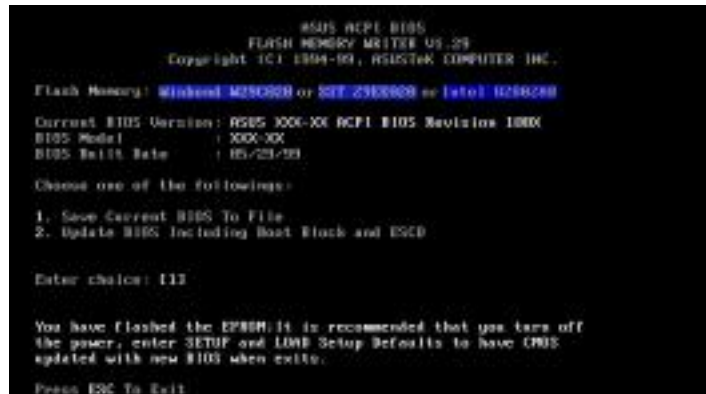 ASUS ACPI BIOS
FLASH MEMORY WRITER V1.29
Copyright (C) 1994-99, ASUSTeK COMPUTER INC.
Flash Memory: Winbond W29C020 or SST 29EE020 or Intel
Current BIOS Version: ASUS XXX-XX ACPI BIOS Revision 100X
BIOS Model : XXX-XX
BIOS Built Date : 05/29/99
Choose one of the followings:
1. Save Current BIOS To File
2. Update BIOS Including Boot Block and ESCD
Enter choice: [1]
You have flashed the EPROM; It is recommended that you turn off
the power, enter SETUP and LOAD Setup Defaults to have CMOS
updated with new BIOS when exits.
Press ESC To Exit